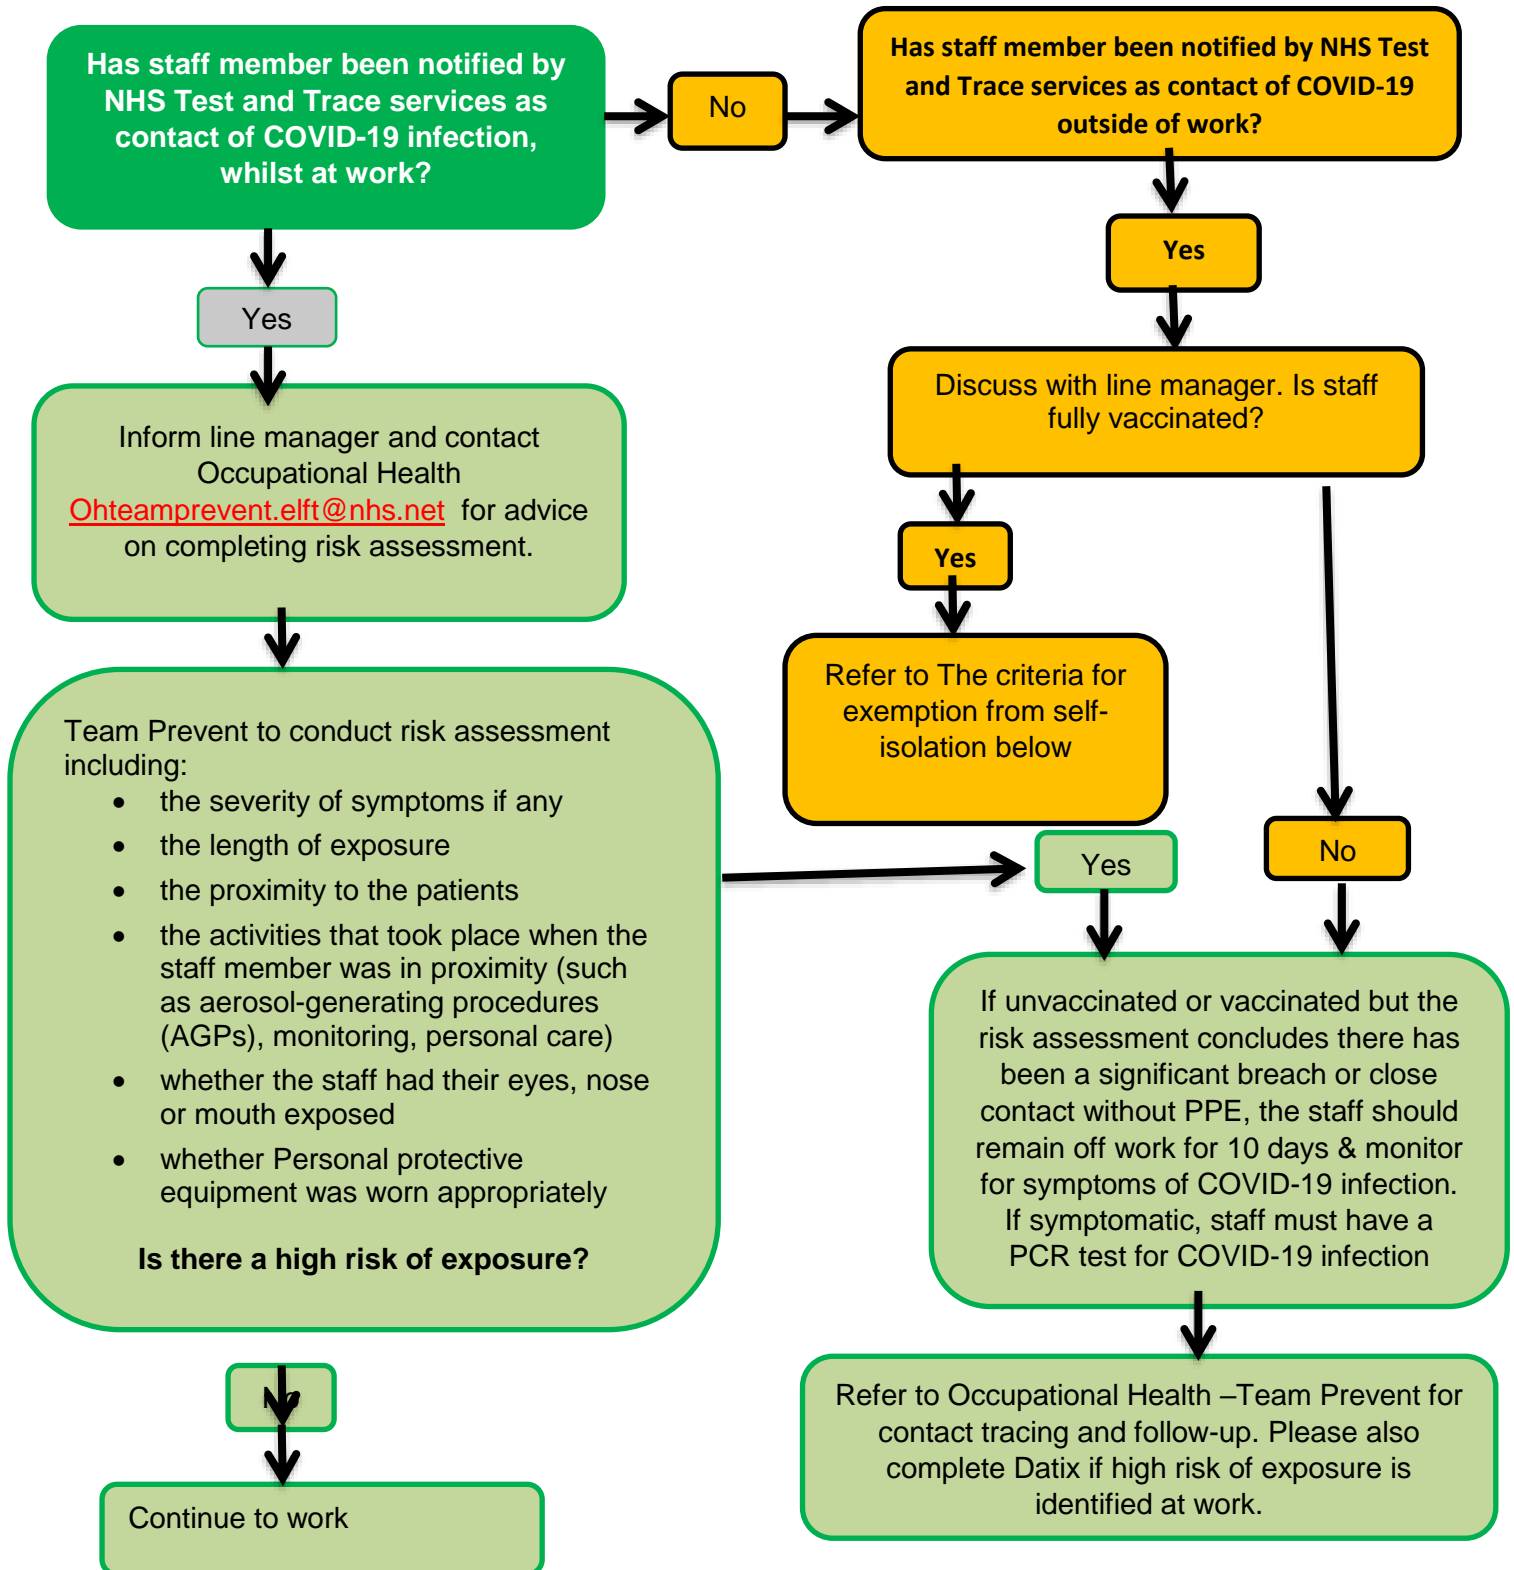 Has staff member been notified by
NHS Test and Trace services as
contact of COVID-19 infection,
whilst at work?
No
Has staff member been notified by NHS Test
and Trace services as contact of COVID-19
outside of work?
Yes
Yes
Discuss with line manager. Is staff
fully vaccinated?
Inform line manager and contact
Occupational Health
Ohteamprevent.elft@nhs.net for advice
on completing risk assessment.
Yes
Refer to The criteria for
exemption from self-
isolation below
Team Prevent to conduct risk assessment
including:
• the severity of symptoms if any
• the length of exposure
• the proximity to the patients
• the activities that took place when the
staff member was in proximity (such
as aerosol-generating procedures
(AGPs), monitoring, personal care)
• whether the staff had their eyes, nose
or mouth exposed
• whether Personal protective
equipment was worn appropriately
Is there a high risk of exposure?
Yes
No
If unvaccinated or vaccinated but the
risk assessment concludes there has
been a significant breach or close
contact without PPE, the staff should
remain off work for 10 days & monitor
for symptoms of COVID-19 infection.
If symptomatic, staff must have a
PCR test for COVID-19 infection
No
Continue to work
Refer to Occupational Health –Team Prevent for
contact tracing and follow-up. Please also
complete Datix if high risk of exposure is
identified at work.